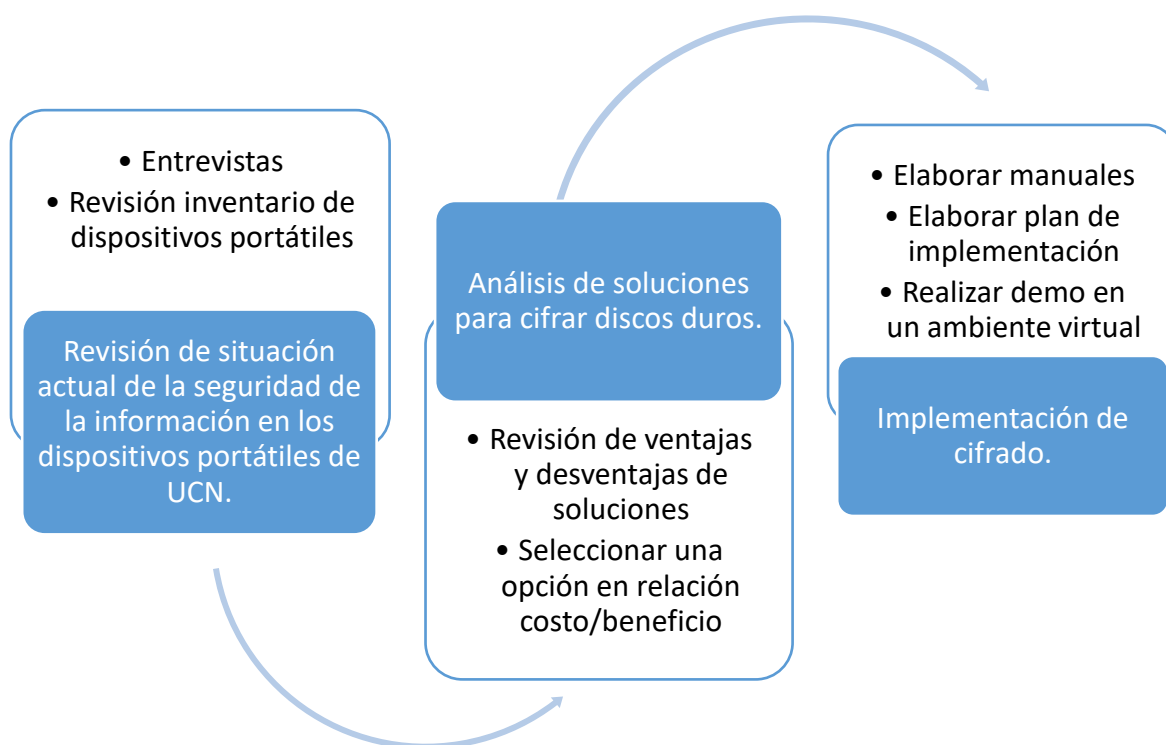 • Entrevistas
• Revisión inventario de
dispositivos portátiles
Revisión de situación
actual de la seguridad de
la información en los
dispositivos portátiles de
UCN.
Análisis de soluciones
para cifrar discos duros.
• Revisión de ventajas
y desventajas de
soluciones
• Seleccionar una
opción en relación
costo/beneficio
• Elaborar manuales
• Elaborar plan de
implementación
• Realizar demo en
un ambiente virtual
Implementación de
cifrado.